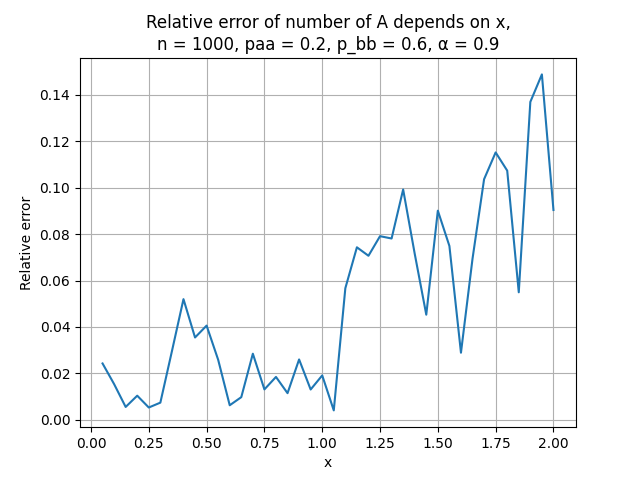 Relative error of number of A depends on x,
n = 1000, paa = 0.2, p_bb = 0.6, α = 0.9
0.14
0.12
0.10
0.08
0.06
0.04
0.02
0.00
Relative error
0.00 0.25 0.50 0.75 1.00 1.25 1.50 1.75 2.00
x